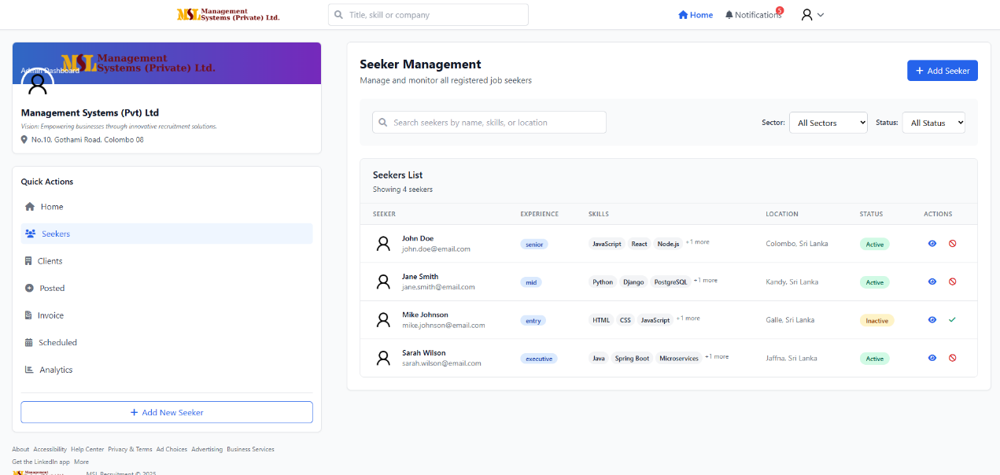 MSL Management Systems (Private) Ltd.
Title, skill or company
Home
Notifications
5
Admin Dashboard
MSL Management Systems (Private) Ltd.
Management Systems (Pvt) Ltd
Vision: Empowering businesses through innovative recruitment solutions.
No.10, Gothami Road, Colombo 08
Quick Actions
Home
Seekers
Clients
Posted
Invoice
Scheduled
Analytics
+ Add New Seeker
About Accessibility Help Center Privacy & Terms Ad Choices Advertising Business Services
Get the LinkedIn app More
MSL Recruitment © 2025
Seeker Management
Manage and monitor all registered job seekers
+ Add Seeker
Search seekers by name, skills, or location
Sector: All Sectors Status: All Status
Seekers List
Showing 4 seekers
SEEKER EXPERIENCE SKILLS LOCATION STATUS ACTIONS
John Doe
john.doe@email.com
senior
JavaScript React Node.js +1 more
Colombo, Sri Lanka
Active
Jane Smith
jane.smith@email.com
mid
Python Django PostgreSQL +1 more
Kandy, Sri Lanka
Active
Mike Johnson
mike.johnson@email.com
entry
HTML CSS JavaScript +1 more
Galle, Sri Lanka
Inactive
Sarah Wilson
sarah.wilson@email.com
executive
Java Spring Boot Microservices +1 more
Jaffna, Sri Lanka
Active